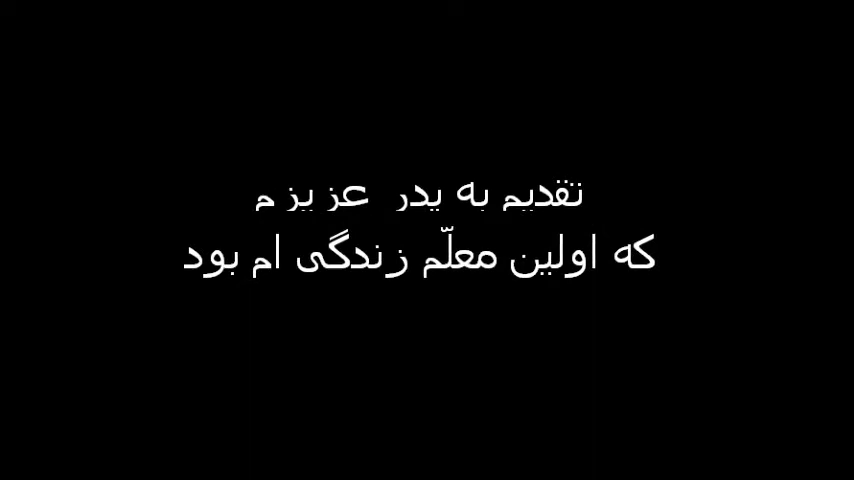 تقدیم به پدر عزیزم
که اولین معلّم زندگی ام بود